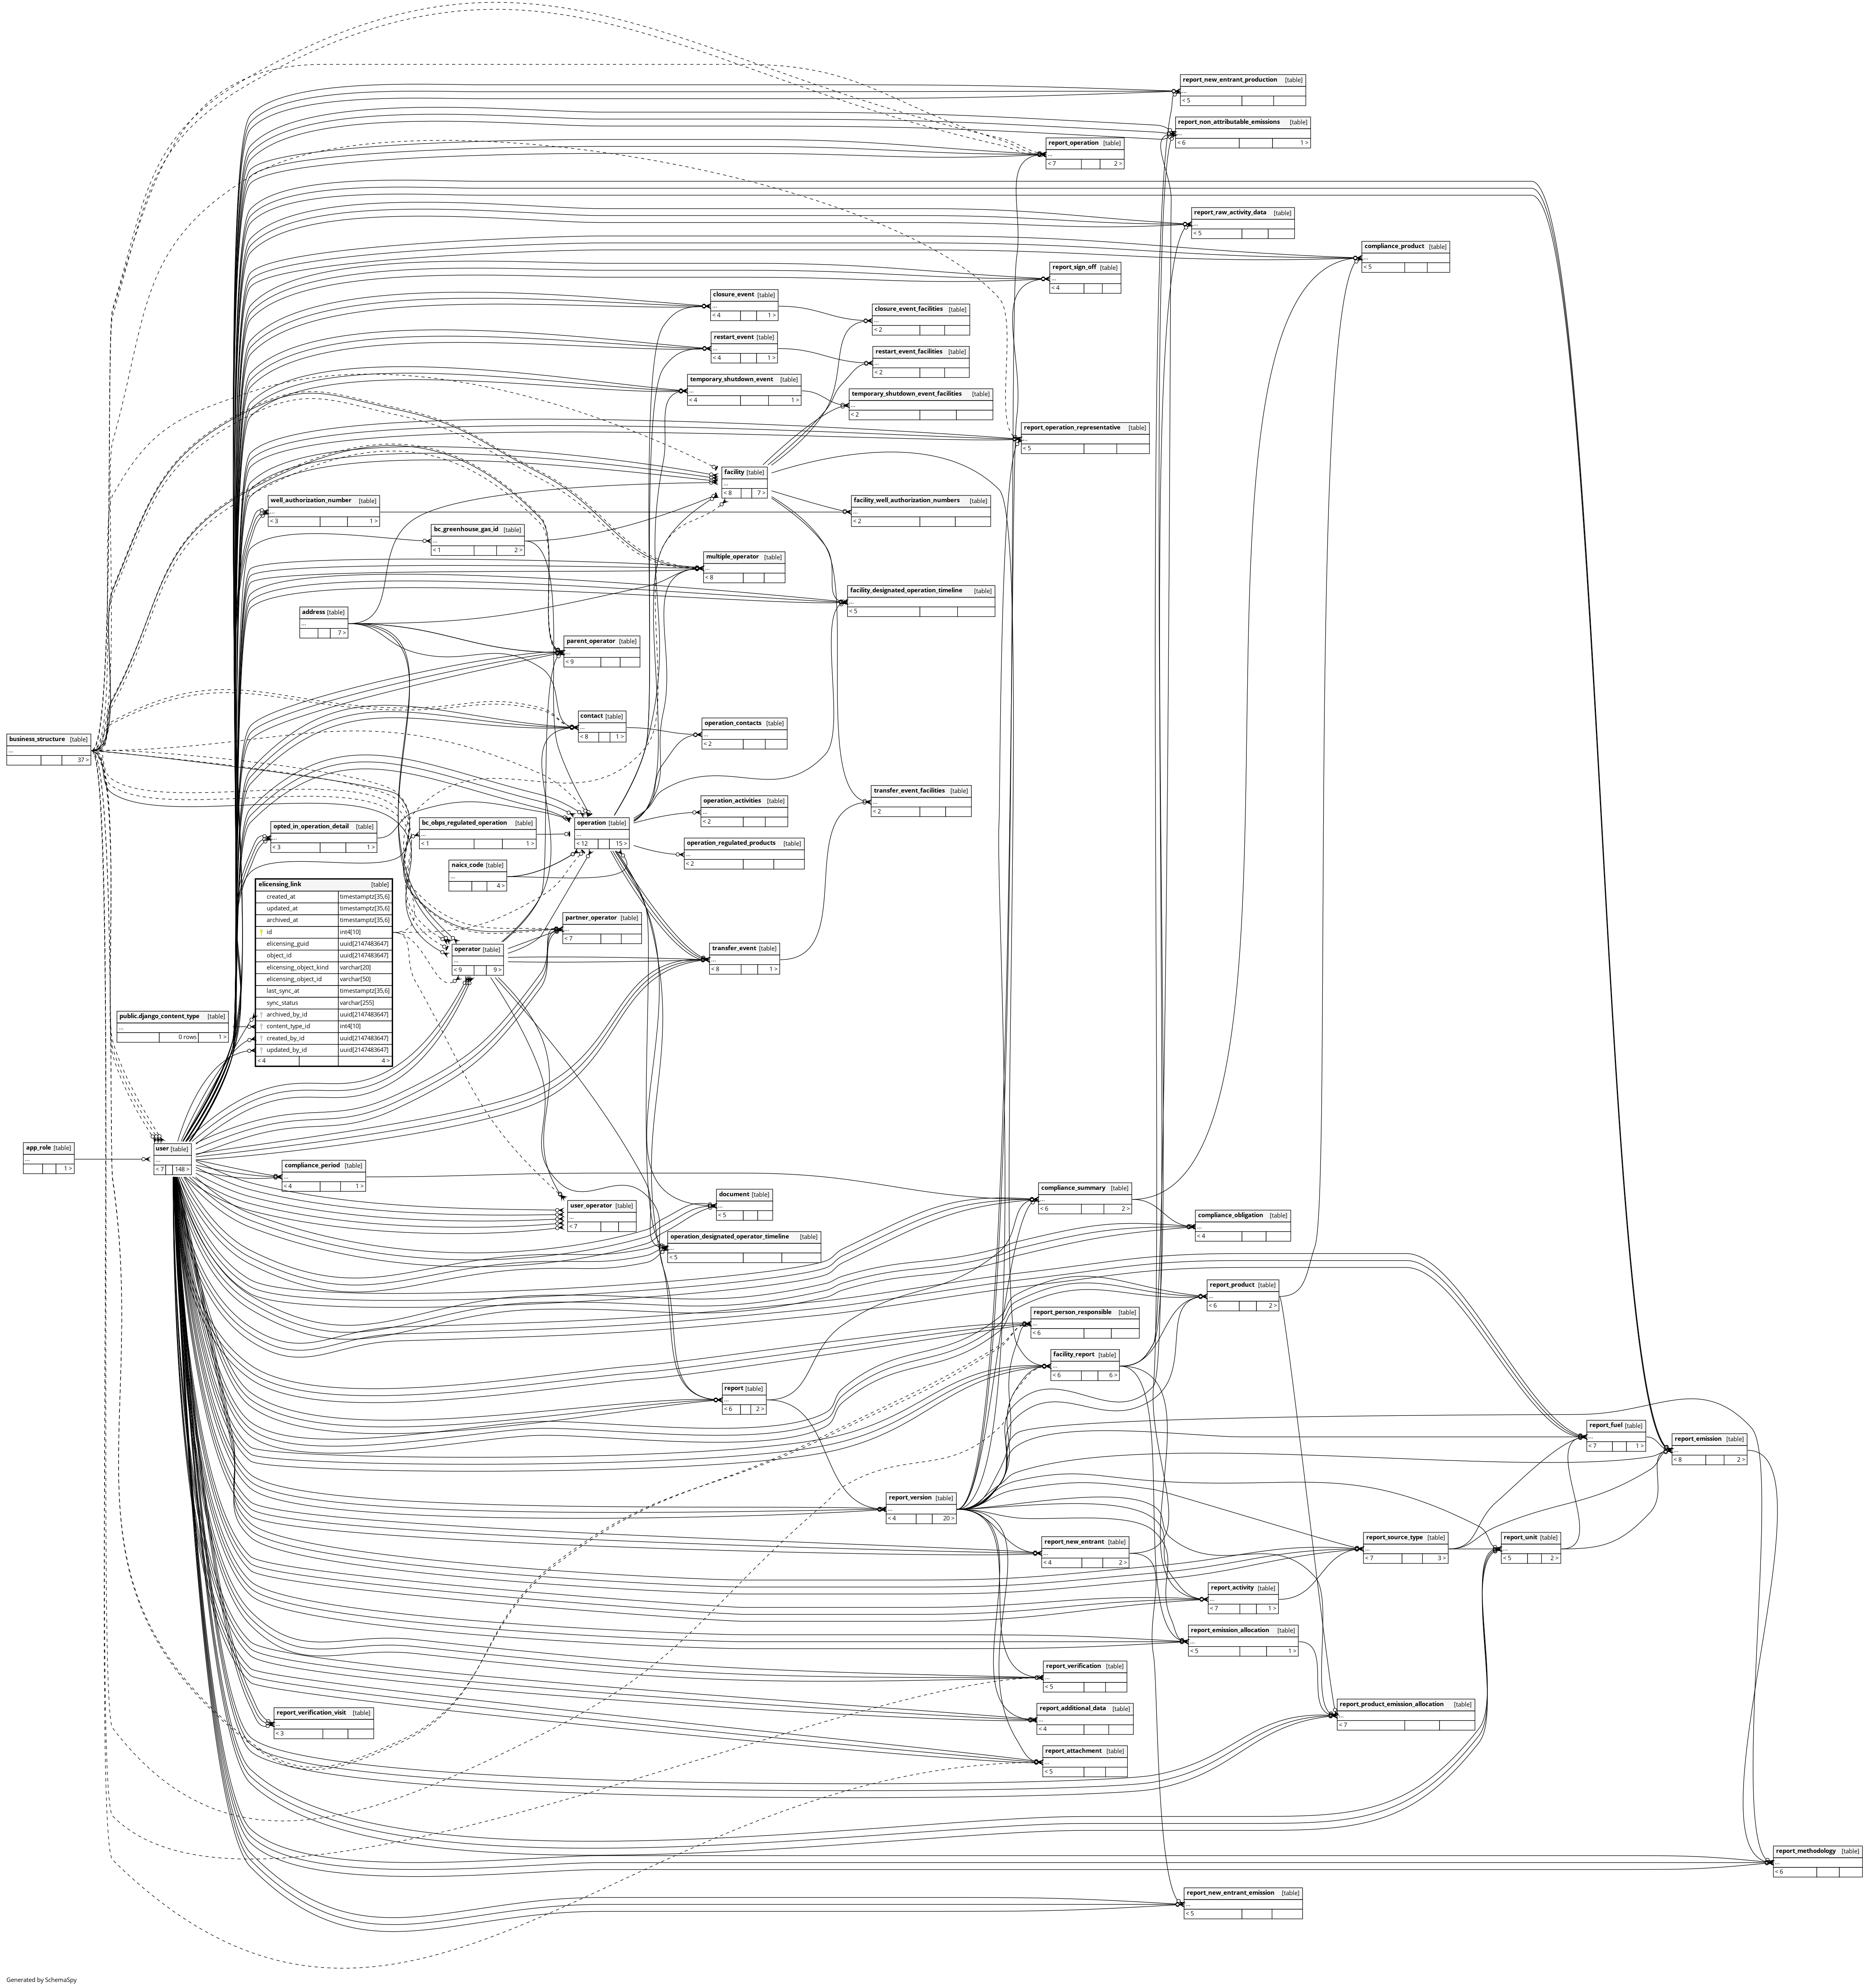 report_new_entrant_production [table]
...
< 5
report_non_attributable_emissions [table]
...
< 6 1 >
report_operation [table]
...
< 7 2 >
report_raw_activity_data [table]
...
< 5
compliance_product [table]
...
< 5
report_sign_off [table]
...
< 4
closure_event [table]
...
< 4 1 >
closure_event_facilities [table]
...
< 2
restart_event [table]
...
< 4 1 >
restart_event_facilities [table]
...
< 2
temporary_shutdown_event [table]
...
< 4 1 >
temporary_shutdown_event_facilities [table]
...
< 2
report_operation_representative [table]
...
< 5
facility [table]
...
< 8 7 >
well_authorization_number [table]
...
< 3 1 >
facility_well_authorization_numbers [table]
...
< 2
bc_greenhouse_gas_id [table]
...
< 1 2 >
multiple_operator [table]
...
< 8
facility_designated_operation_timeline [table]
...
< 5
address [table]
...
7 >
parent_operator [table]
...
< 9
contact [table]
...
< 8 1 >
operation_contacts [table]
...
< 2
business_structure [table]
...
37 >
transfer_event_facilities [table]
...
< 2
operation_activities [table]
...
< 2
opted_in_operation_detail [table]
...
< 3 1 >
bc_obps_regulated_operation [table]
...
< 1 1 >
operation [table]
...
< 12 15 >
operation_regulated_products [table]
...
< 2
naics_code [table]
...
4 >
elicensing_link [table]
created_at timestamptz[35,6]
updated_at timestamptz[35,6]
archived_at timestamptz[35,6]
id int4[10]
elicensing_guid uuid[2147483647]
object_id uuid[2147483647]
elicensing_object_kind varchar[20]
elicensing_object_id varchar[50]
last_sync_at timestamptz[35,6]
sync_status varchar[255]
archived_by_id uuid[2147483647]
content_type_id int4[10]
created_by_id uuid[2147483647]
updated_by_id uuid[2147483647]
< 4 4 >
partner_operator [table]
...
< 7
operator [table]
...
< 9 9 >
transfer_event [table]
...
< 8 1 >
public.django_content_type [table]
...
0 rows 1 >
app_role [table]
...
1 >
user [table]
...
< 7 148 >
compliance_period [table]
...
< 4 1 >
user_operator [table]
...
< 7
document [table]
...
< 5
compliance_summary [table]
...
< 6 2 >
compliance_obligation [table]
...
< 4
operation_designated_operator_timeline [table]
...
< 5
report_product [table]
...
< 6 2 >
report_person_responsible [table]
...
< 6
facility_report [table]
...
< 6 6 >
report [table]
...
< 6 2 >
report_fuel [table]
...
< 7 1 >
report_emission [table]
...
< 8 2 >
report_version [table]
...
< 4 20 >
report_new_entrant [table]
...
< 4 2 >
report_source_type [table]
...
< 7 3 >
report_unit [table]
...
< 5 2 >
report_activity [table]
...
< 7 1 >
report_emission_allocation [table]
...
< 5 1 >
report_verification [table]
...
< 5
report_product_emission_allocation [table]
...
< 7
report_additional_data [table]
...
< 4
report_verification_visit [table]
...
< 3
report_attachment [table]
...
< 5
report_methodology [table]
...
< 6
report_new_entrant_emission [table]
...
< 5
Generated by SchemaSpy